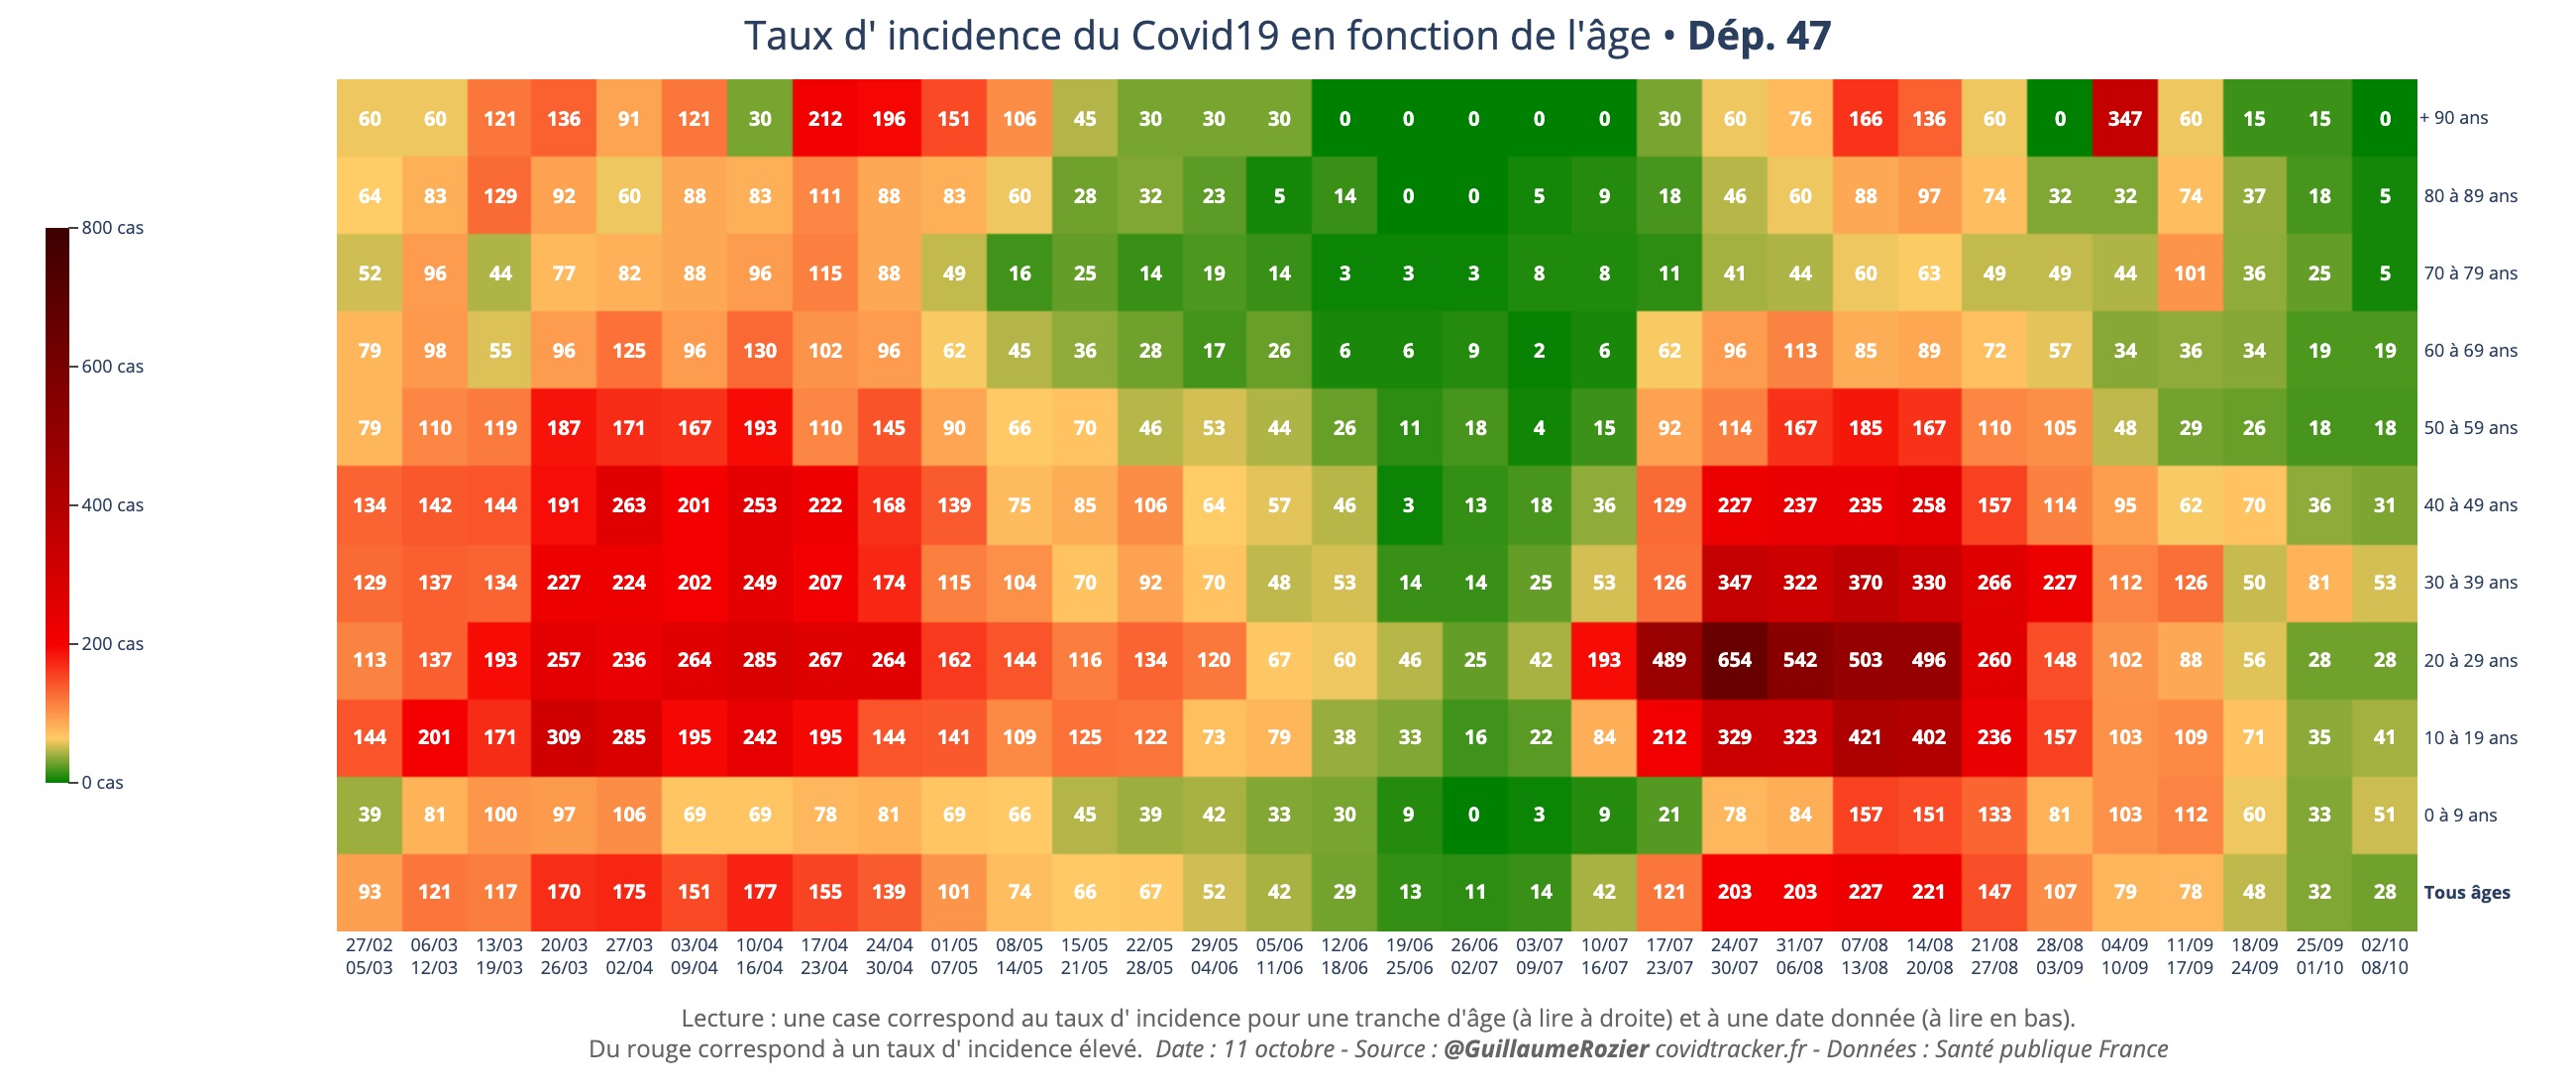 Taux d' incidence du Covid19 en fonction de l'âge • Dép. 47
800 cas
600 cas
400 cas
200 cas
0 cas
60 60 121 136 91 121 30 212 196 151 106 45 30 30 30 0 0 0 0 0 30 60 76 166 136 60 0 347 60 15 15 0 + 90 ans
64 83 129 92 60 88 83 111 88 83 60 28 32 23 5 14 0 0 5 9 18 46 60 88 97 74 32 32 74 37 18 5 80 à 89 ans
52 96 44 77 82 88 96 115 88 49 16 25 14 19 14 3 3 3 8 8 11 41 44 60 63 49 49 44 101 36 25 5 70 à 79 ans
79 98 55 96 125 96 130 102 96 62 45 36 28 17 26 6 6 9 2 6 62 96 113 85 89 72 57 34 36 34 19 19 60 à 69 ans
79 110 119 187 171 167 193 110 145 90 66 70 46 53 44 26 11 18 4 15 92 114 167 185 167 110 105 48 29 26 18 18 50 à 59 ans
134 142 144 191 263 201 253 222 168 139 75 85 106 64 57 46 3 13 18 36 129 227 237 235 258 157 114 95 62 70 36 31 40 à 49 ans
129 137 134 227 224 202 249 207 174 115 104 70 92 70 48 53 14 14 25 53 126 347 322 370 330 266 227 112 126 50 81 53 30 à 39 ans
113 137 193 257 236 264 285 267 264 162 144 116 134 120 67 60 46 25 42 193 489 654 542 503 496 260 148 102 88 56 28 28 20 à 29 ans
144 201 171 309 285 195 242 195 144 141 109 125 122 73 79 38 33 16 22 84 212 329 323 421 402 236 157 103 109 71 35 41 10 à 19 ans
39 81 100 97 106 69 69 78 81 69 66 45 39 42 33 30 9 0 3 9 21 78 84 157 151 133 81 103 112 60 33 51 0 à 9 ans
93 121 117 170 175 151 177 155 139 101 74 66 67 52 42 29 13 11 14 42 121 203 203 227 221 147 107 79 78 48 32 28 Tous âges
27/02 06/03 13/03 20/03 27/03 03/04 10/04 17/04 24/04 01/05 08/05 15/05 22/05 29/05 05/06 12/06 19/06 26/06 03/07 10/07 17/07 24/07 31/07 07/08 14/08 21/08 28/08 04/09 11/09 18/09 25/09 02/10
05/03 12/03 19/03 26/03 02/04 09/04 16/04 23/04 30/04 07/05 14/05 21/05 28/05 04/06 11/06 18/06 25/06 02/07 09/07 16/07 23/07 30/07 06/08 13/08 20/08 27/08 03/09 10/09 17/09 24/09 01/10 08/10
Lecture : une case correspond au taux d' incidence pour une tranche d'âge (à lire à droite) et à une date donnée (à lire en bas).
Du rouge correspond à un taux d' incidence élevé. Date : 11 octobre - Source : @GuillaumeRozier covidtracker.fr - Données : Santé publique France